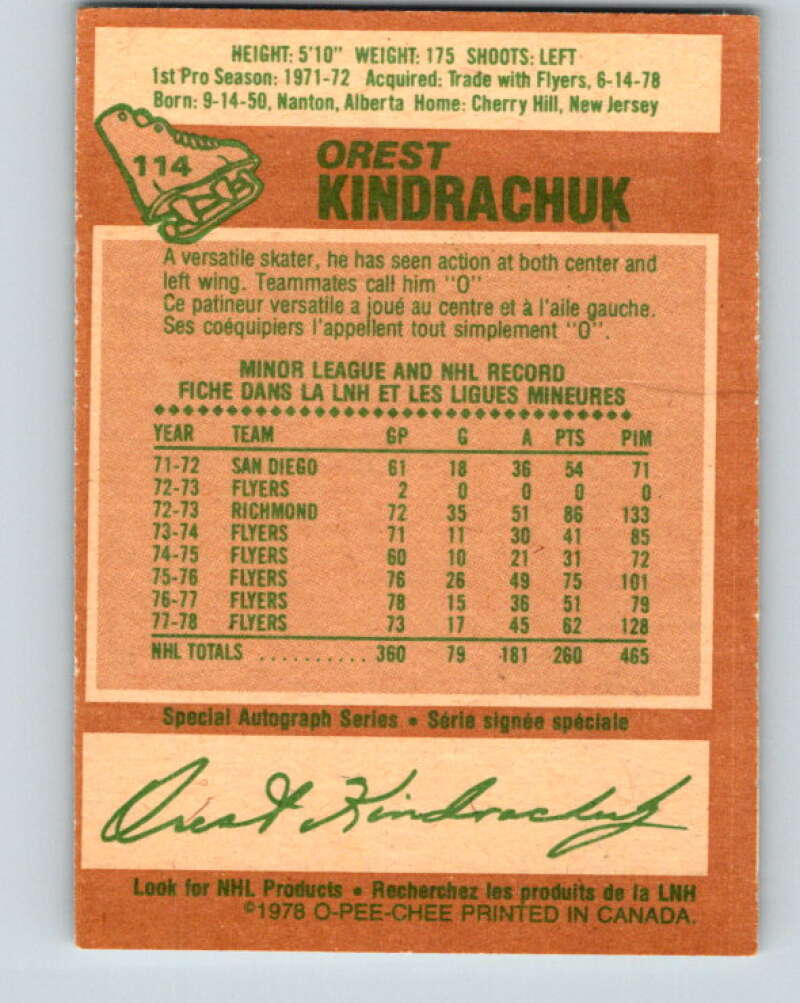 HEIGHT: 5'10" WEIGHT: 175 SHOOTS: LEFT
1st Pro Season: 1971-72 Acquired: Trade with Flyers, 6-14-78
Born: 9-14-50, Nanton, Alberta Home: Cherry Hill, New Jersey
114
OREST
KINDRACHUK
A versatile skater, he has seen action at both center and
left wing. Teammates call him "O"
Ce patineur versatile a joué au centre et à l'aile gauche.
Ses coéquipiers l'appellent tout simplement "O".
MINOR LEAGUE AND NHL RECORD
FICHE DANS LA LNH ET LES LIGUES MINEURES
YEAR TEAM GP G A PTS PIM
71-72 SAN DIEGO 61 18 36 54 71
72-73 FLYERS 2 0 0 0 0
72-73 RICHMOND 72 35 51 86 133
73-74 FLYERS 71 11 30 41 85
74-75 FLYERS 60 10 21 31 72
75-76 FLYERS 76 26 49 75 101
76-77 FLYERS 78 15 36 51 79
77-78 FLYERS 73 17 45 62 128
NHL TOTALS .......... 360 79 181 260 465
Special Autograph Series • Série signée spéciale
Orest Kindrachuk
Look for NHL Products • Recherchez les produits de la LNH
©1978 O-PEE-CHEE PRINTED IN CANADA.